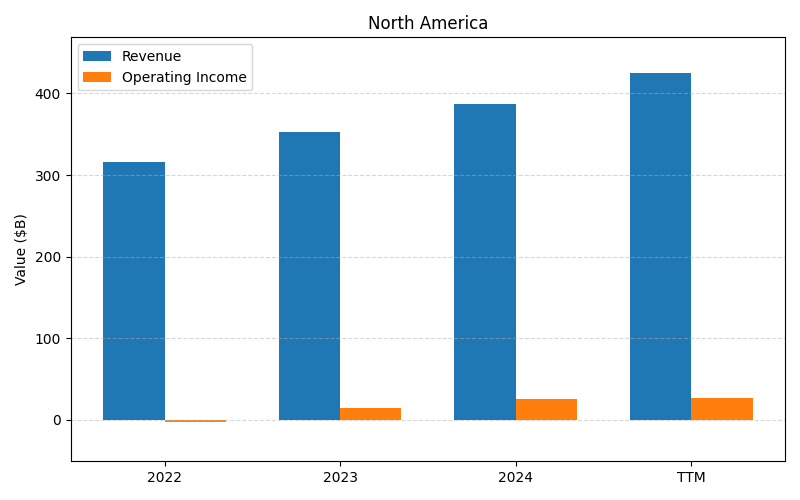 North America
Revenue
Operating Income
Value ($B)
400
300
200
100
0
2022 2023 2024 TTM